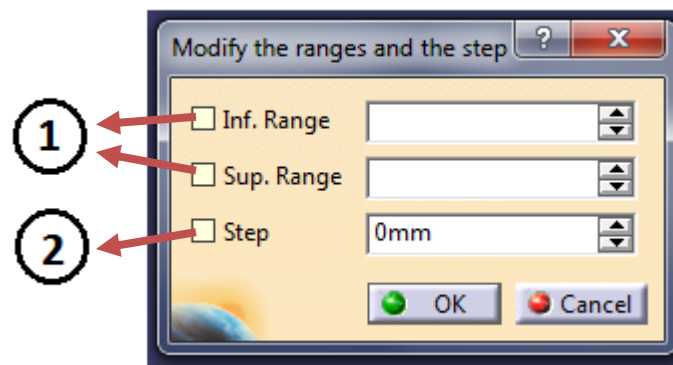 Modify the ranges and the step ? X
1
Inf. Range
Sup. Range
2
Step 0mm
OK Cancel